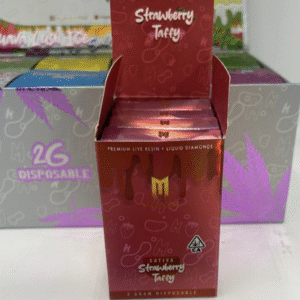 Strawberry
Taffy
2G
DISPOSABLE
PREMIUM LIVE RESIN + LIQUID DIAMONDS
M
SATIVA
Strawberry
Taffy
2 GRAM DISPOSABLE